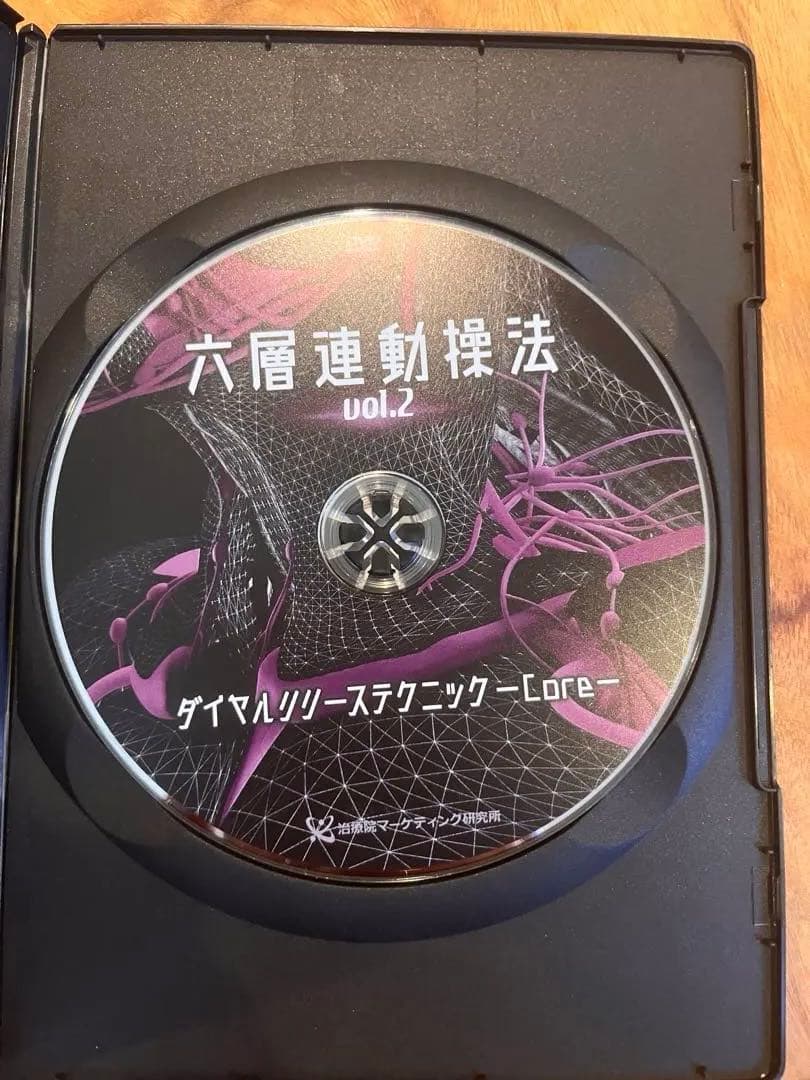 六層連動操法
vol.2
ダイヤルリリーステクニック －Core－
治療院マーケティング研究所